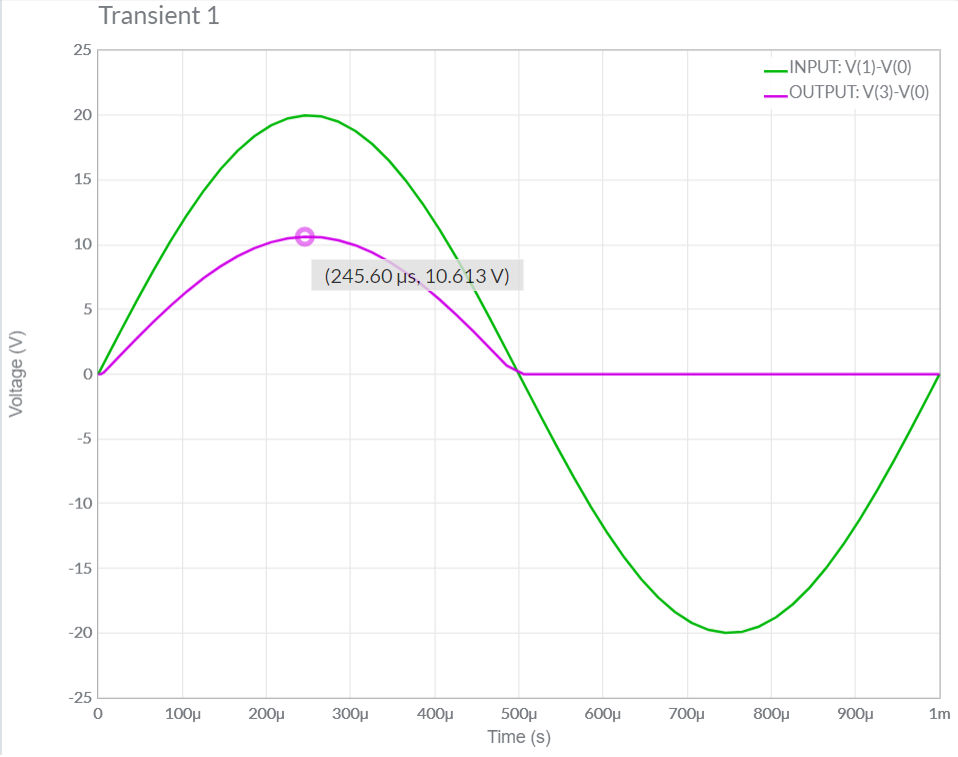 Transient 1
INPUT: V(1)-V(0)
OUTPUT: V(3)-V(0)
25
20
15
10
5
0
-5
-10
-15
-20
-25
Voltage (V)
(245.60 µs, 10.613 V)
0 100µ 200µ 300µ 400µ 500µ 600µ 700µ 800µ 900µ 1m
Time (s)